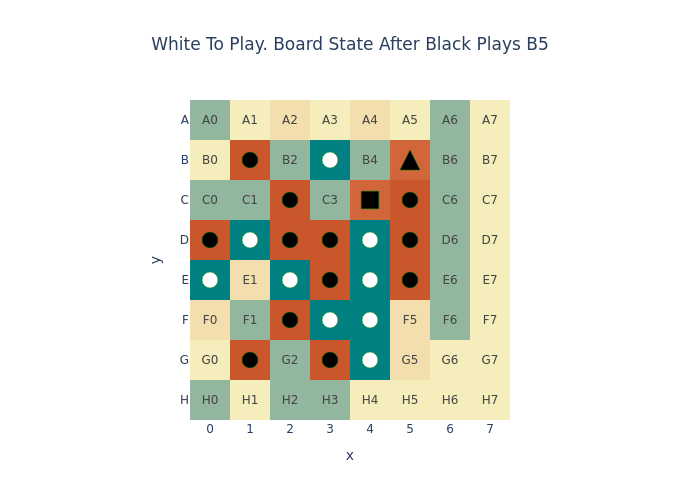 White To Play. Board State After Black Plays B5
A A0 A1 A2 A3 A4 A5 A6 A7
B B0 B2 B4 B6 B7
C C0 C1 C3 C6 C7
D D6 D7
E E1 E6 E7
F F0 F1 F5 F6 F7
G G0 G2 G5 G6 G7
H H0 H1 H2 H3 H4 H5 H6 H7
0 1 2 3 4 5 6 7
x
y